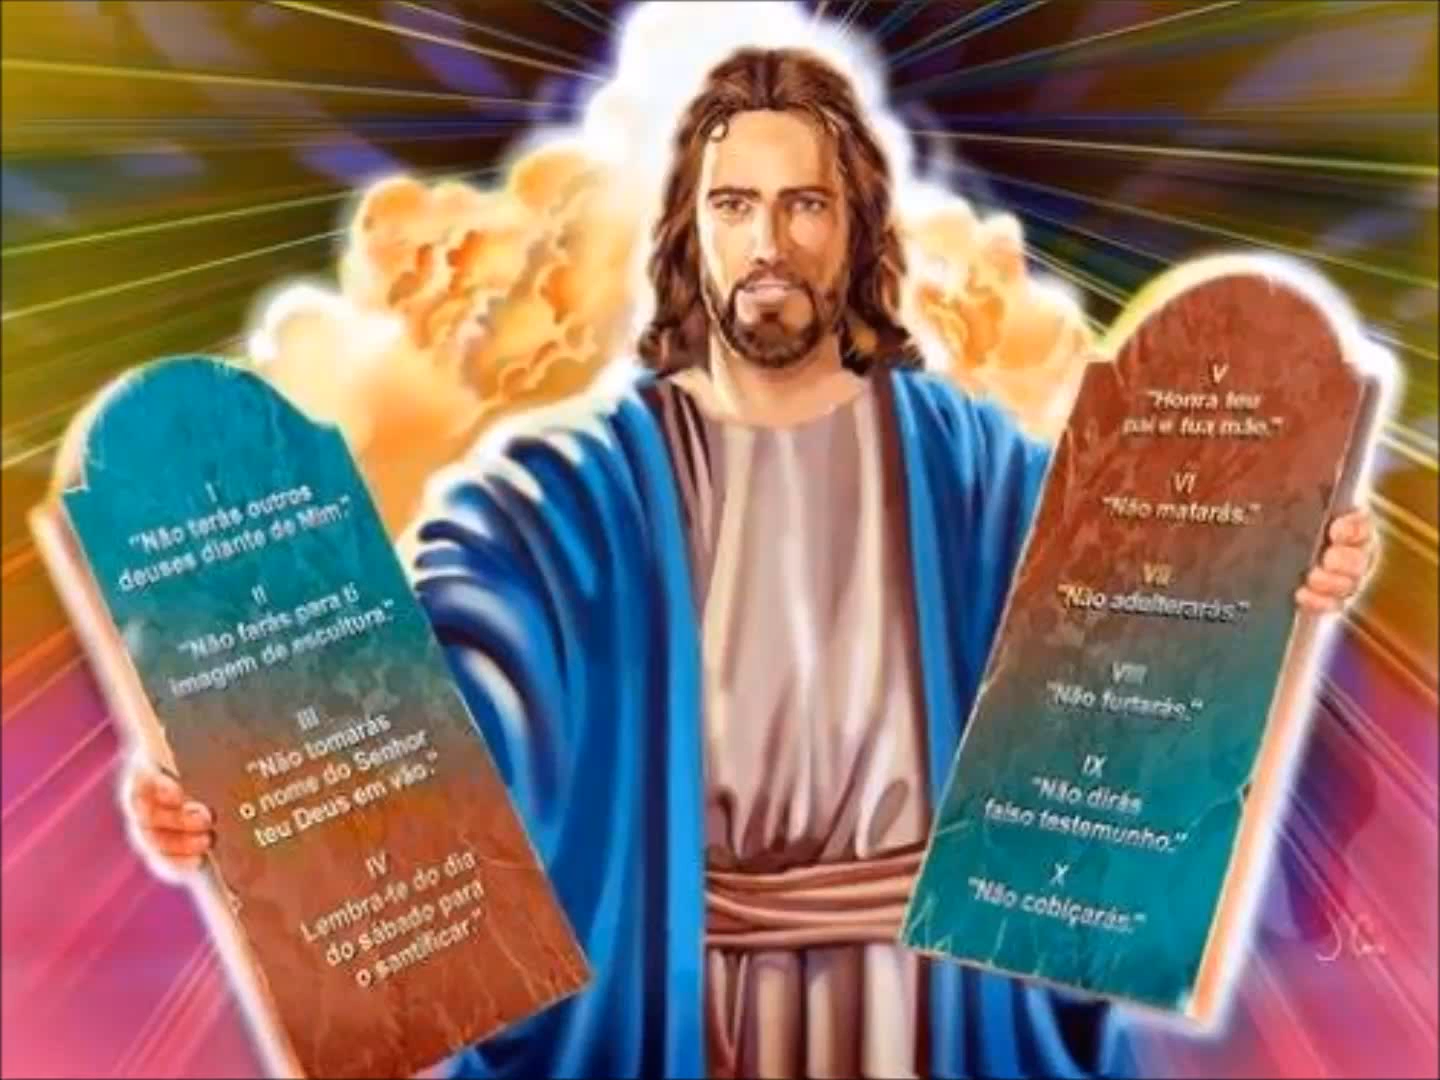 I
"Não terás outros
deuses diante de Mim."
II
"Não farás para ti
imagem de escultura."
III
"Não tomarás
o nome do Senhor
teu Deus em vão."
IV
Lembra-te do dia
do sábado para
o santificar."
V
"Honra teu
pai e tua mãe."
VI
"Não matarás."
VII
"Não adulterarás."
VIII
"Não furtarás."
IX
"Não dirás
falso testemunho."
X
"Não cobiçarás."